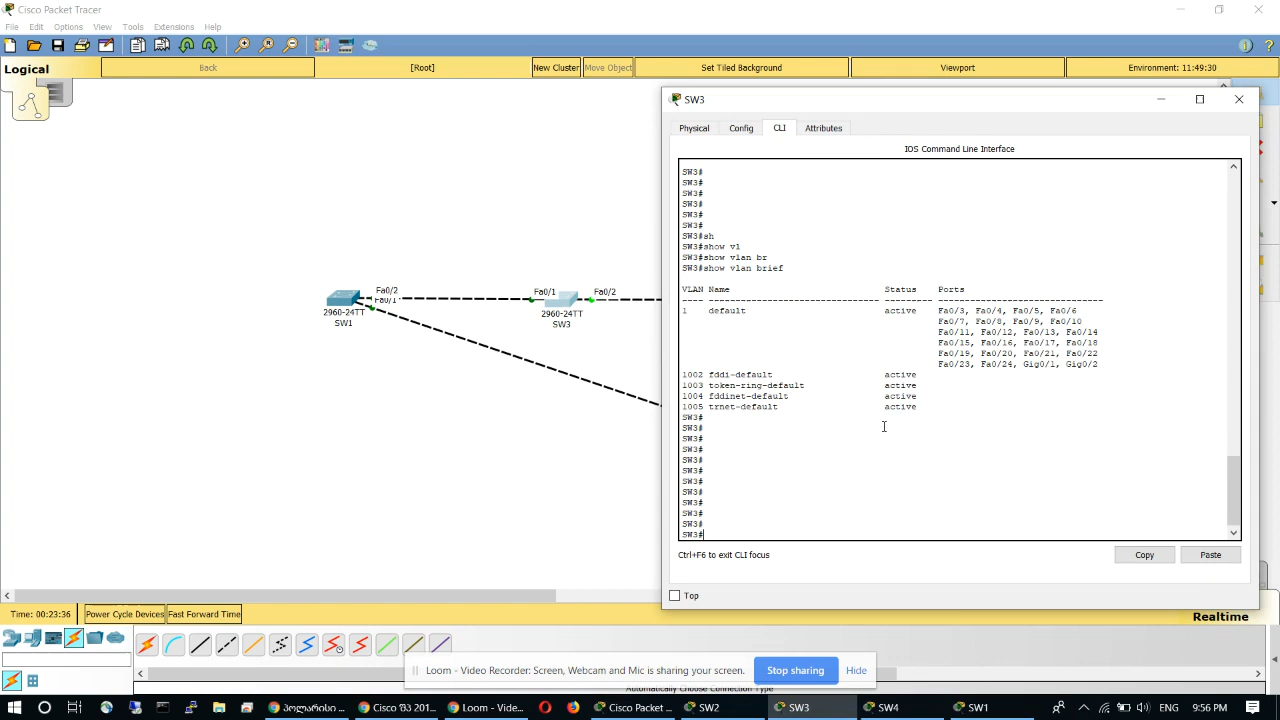 Cisco Packet Tracer
File Edit Options View Tools Extensions Help
Logical
Back
[Root]
New Cluster
Move Object
Set Tiled Background
Viewport
Environment: 11:49:30
SW3
Physical Config CLI Attributes
IOS Command Line Interface
SW3#
SW3#
SW3#
SW3#
SW3#
SW3#
SW3#sh
SW3#show vl
SW3#show vlan br
SW3#show vlan brief
VLAN Name Status Ports
---- -------------------------------- --------- -------------------------------
1 default active Fa0/3, Fa0/4, Fa0/5, Fa0/6
Fa0/7, Fa0/8, Fa0/9, Fa0/10
Fa0/11, Fa0/12, Fa0/13, Fa0/14
Fa0/15, Fa0/16, Fa0/17, Fa0/18
Fa0/19, Fa0/20, Fa0/21, Fa0/22
Fa0/23, Fa0/24, Gig0/1, Gig0/2
1002 fddi-default active
1003 token-ring-default active
1004 fddinet-default active
1005 trnet-default active
SW3#
SW3#
SW3#
SW3#
SW3#
SW3#
SW3#
SW3#
SW3#
SW3#
SW3#
SW3#
Ctrl+F6 to exit CLI focus
Copy
Paste
Top
Fa0/2
Fa0/1
2960-24TT
SW1
Fa0/1
Fa0/2
2960-24TT
SW3
Time: 00:23:36
Power Cycle Devices
Fast Forward Time
Realtime
Loom - Video Recorder: Screen, Webcam and Mic is sharing your screen.
Stop sharing
Hide
Automatically Choose Connection Type
Cisco ...
Loom - Vide...
Cisco Packet ...
SW2
SW3
SW4
SW1
ENG
9:56 PM